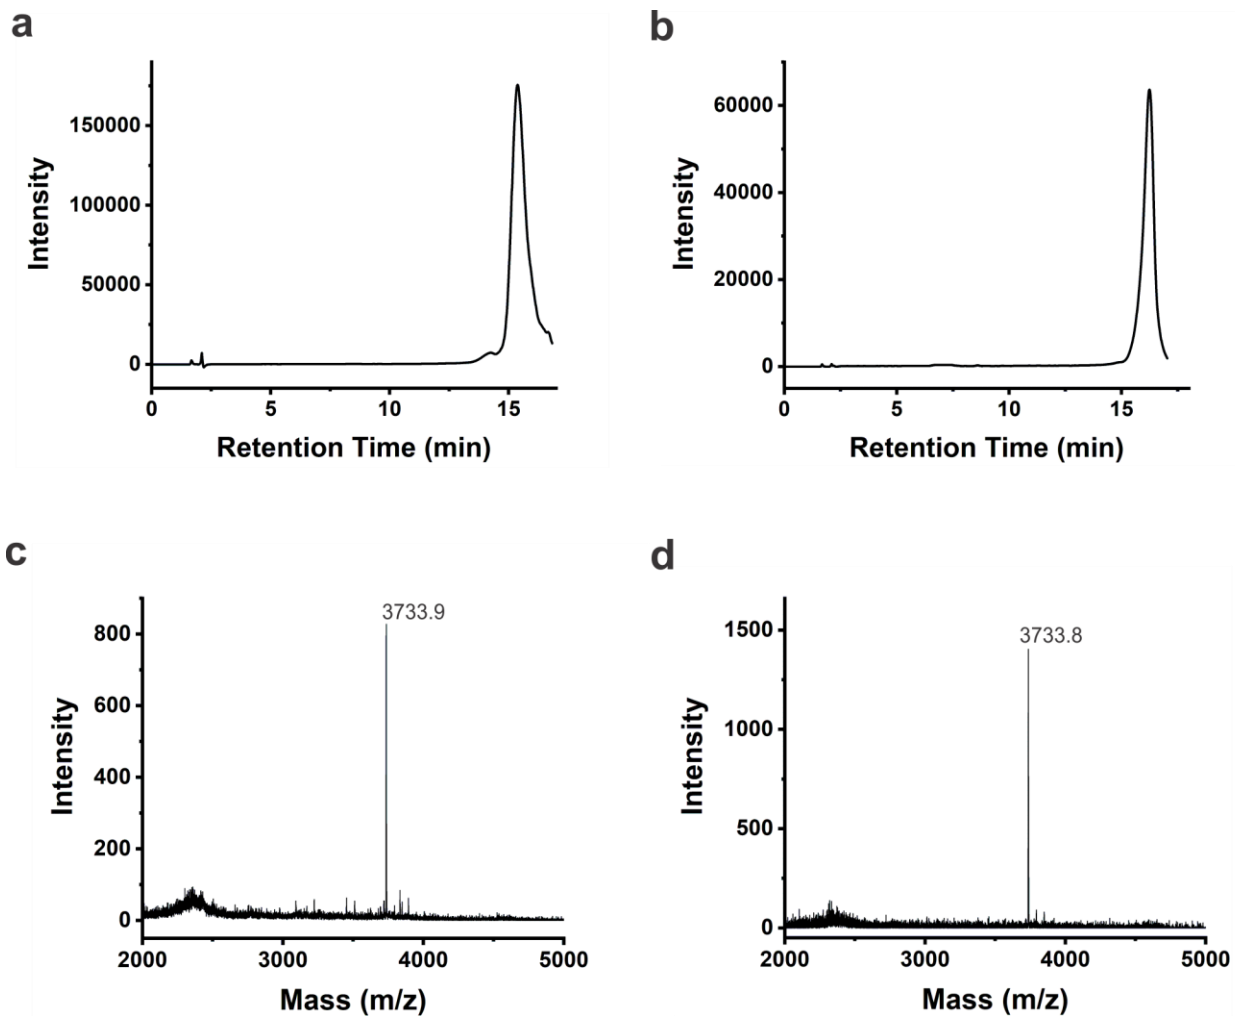 a
b
150000
100000
50000
0
Intensity
0 5 10 15
Retention Time (min)
60000
40000
20000
0
Intensity
0 5 10 15
Retention Time (min)
c
d
3733.9
800
600
400
200
0
Intensity
2000 3000 4000 5000
Mass (m/z)
3733.8
1500
1000
500
0
Intensity
2000 3000 4000 5000
Mass (m/z)